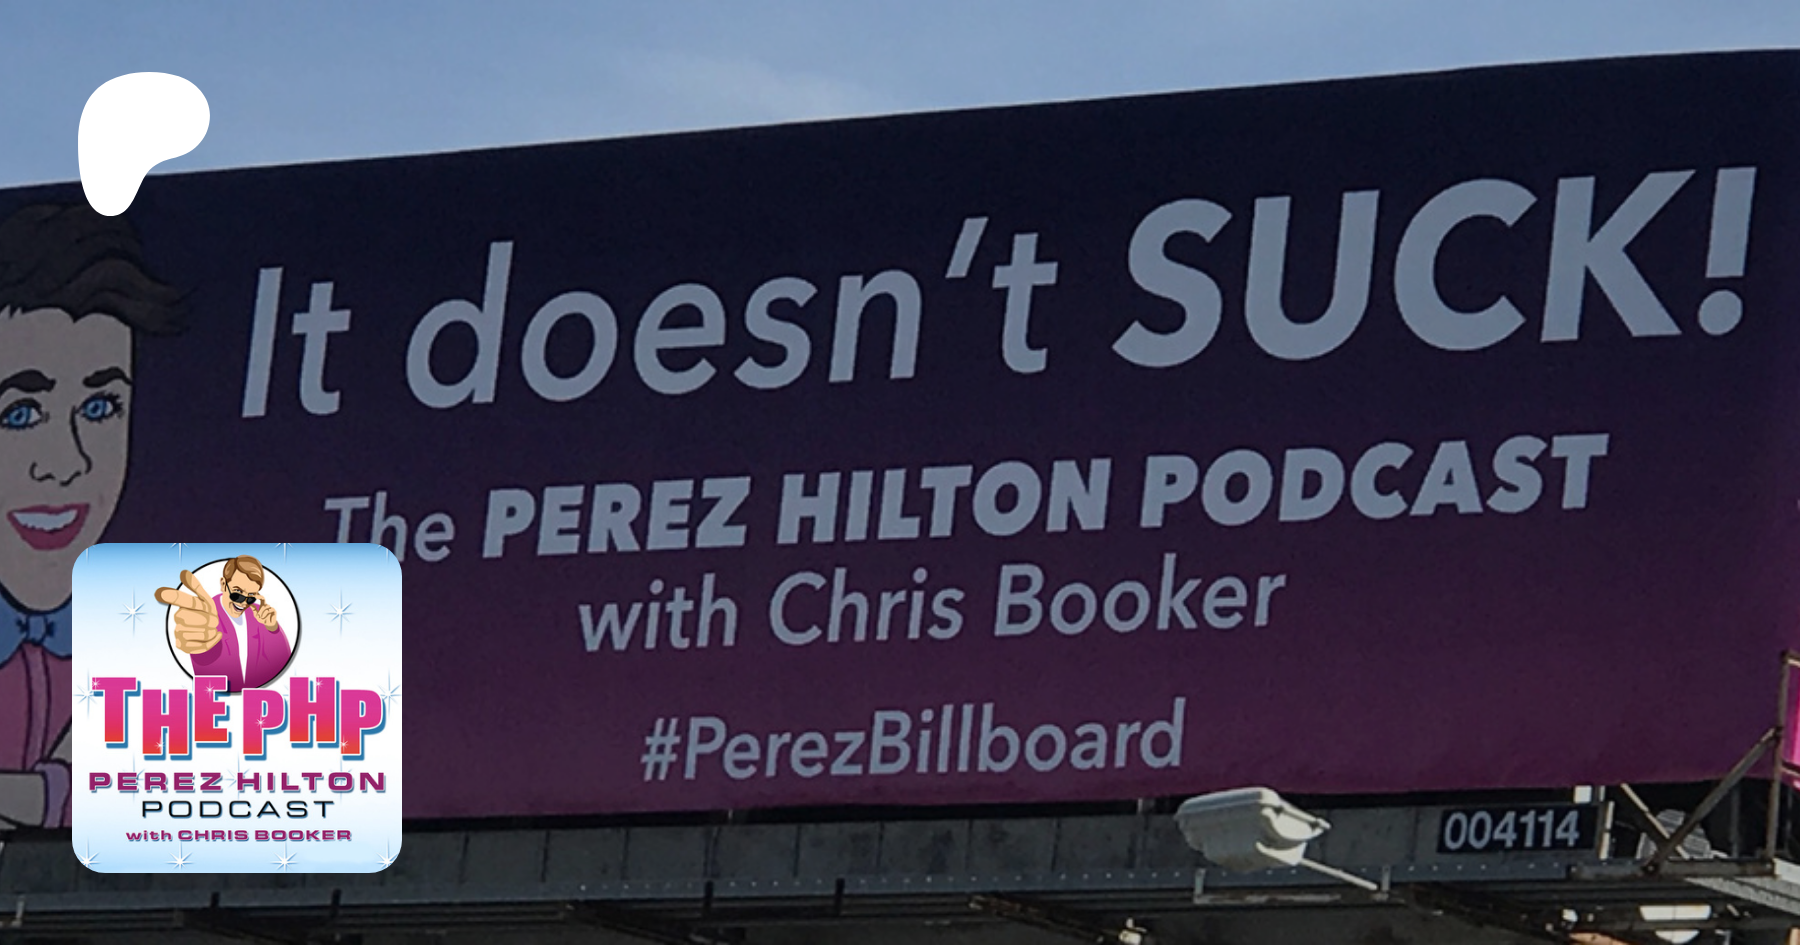 It doesn't SUCK!
The PEREZ HILTON PODCAST
with Chris Booker
#PerezBillboard
004114
THE PHP
PEREZ HILTON
PODCAST
with CHRIS BOOKER